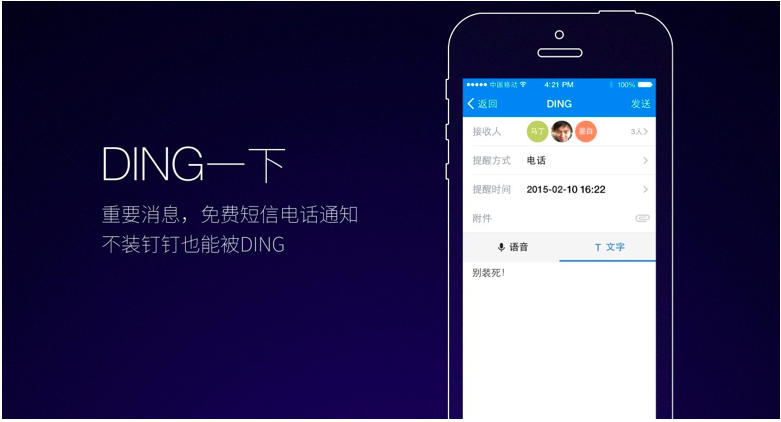 DING一下
重要消息，免费短信电话通知
不装钉钉也能被DING
中国移动 4:21 PM 100%
返回 DING 发送
接收人 马丁 3人
提醒方式 电话
提醒时间 2015-02-10 16:22
附件
语音 T 文字
别装死！